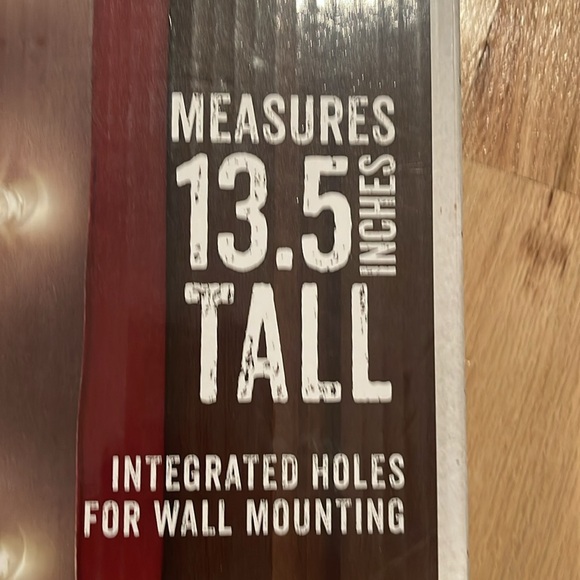 MEASURES
13.5 INCHES
TALL
INTEGRATED HOLES
FOR WALL MOUNTING